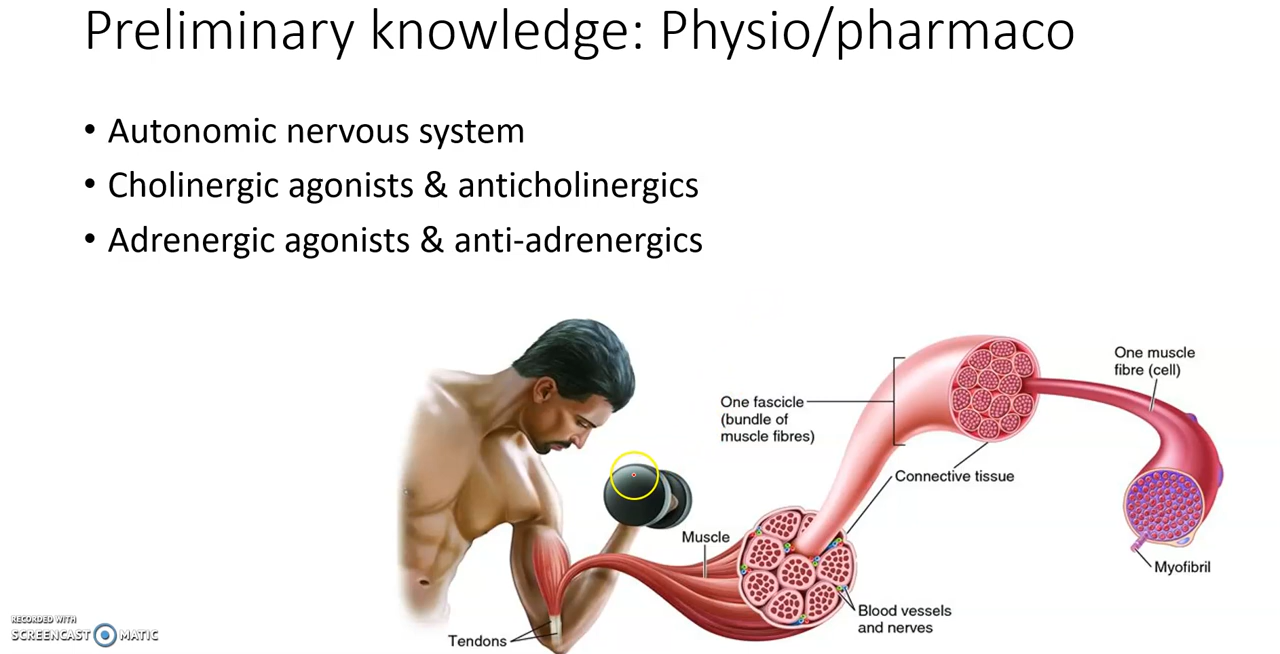 Preliminary knowledge: Physio/pharmaco
• Autonomic nervous system
• Cholinergic agonists & anticholinergics
• Adrenergic agonists & anti-adrenergics
One muscle
fibre (cell)
One fascicle
(bundle of
muscle fibres)
Connective tissue
Muscle
Myofibril
Blood vessels
and nerves
Tendons
RECORDED WITH
SCREENCAST MATIC